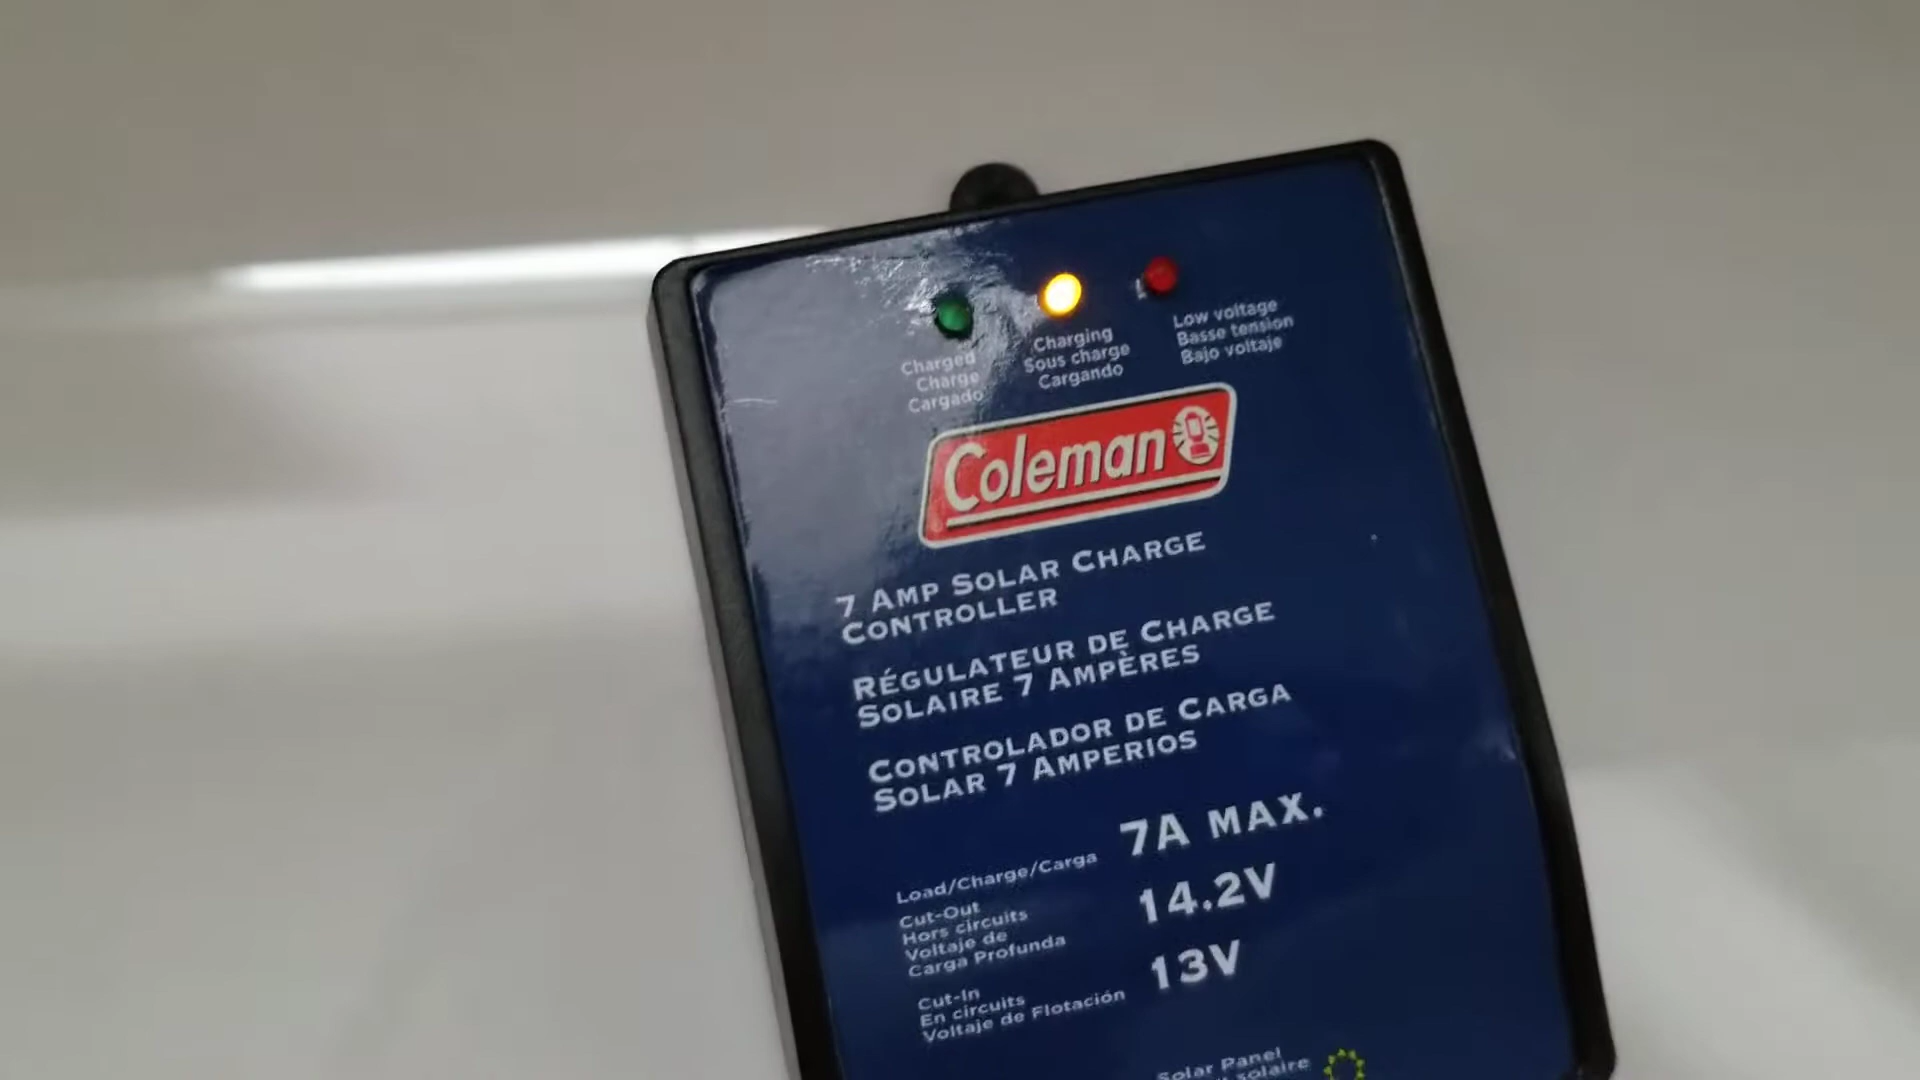 Charged
Charge
Cargado
Charging
Sous charge
Cargando
Low voltage
Basse tension
Bajo voltaje
Coleman
7 AMP SOLAR CHARGE
CONTROLLER
RÉGULATEUR DE CHARGE
SOLAIRE 7 AMPÈRES
CONTROLADOR DE CARGA
SOLAR 7 AMPERIOS
Load/Charge/Carga
7A MAX.
Cut-Out
Hors circuits
Voltaje de
Carga Profunda
14.2V
Cut-In
En circuits
Voltaje de Flotación
13V
Solar Panel
solaire